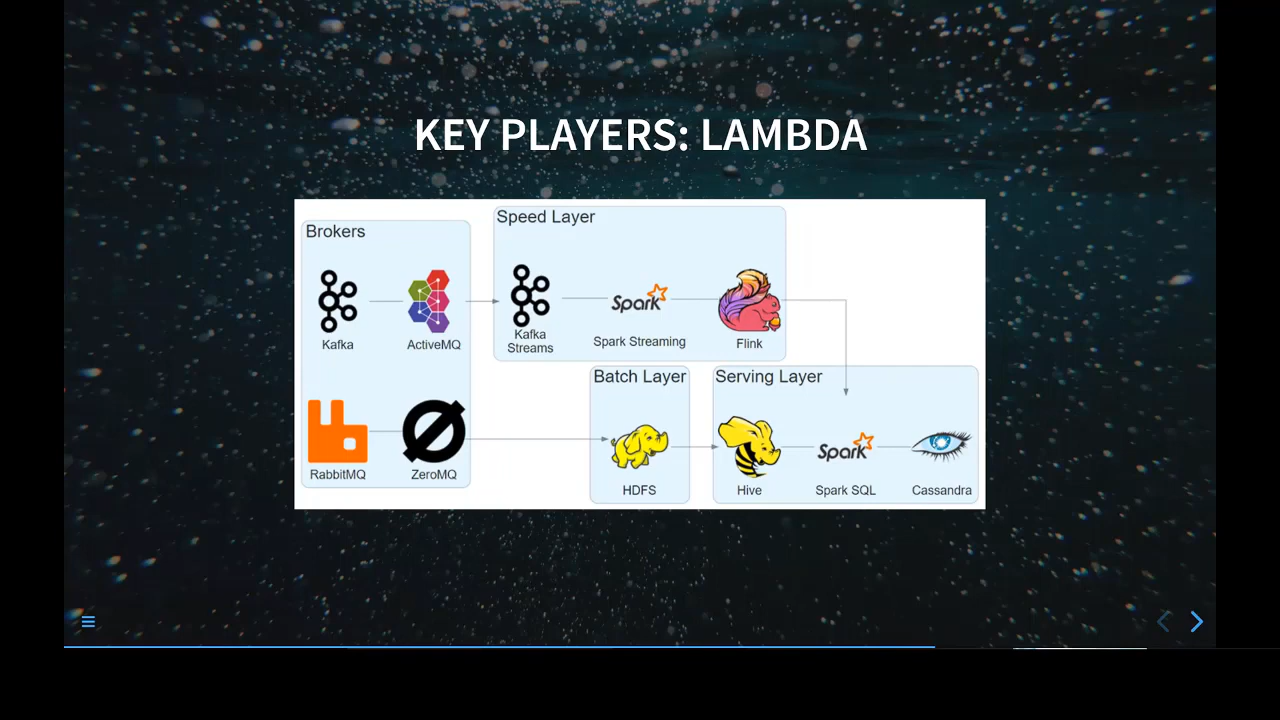 KEY PLAYERS: LAMBDA
Brokers
Kafka
ActiveMQ
RabbitMQ
ZeroMQ
Speed Layer
Kafka
Streams
Spark
Spark Streaming
Flink
Batch Layer
HDFS
Serving Layer
Hive
Spark
Spark SQL
Cassandra